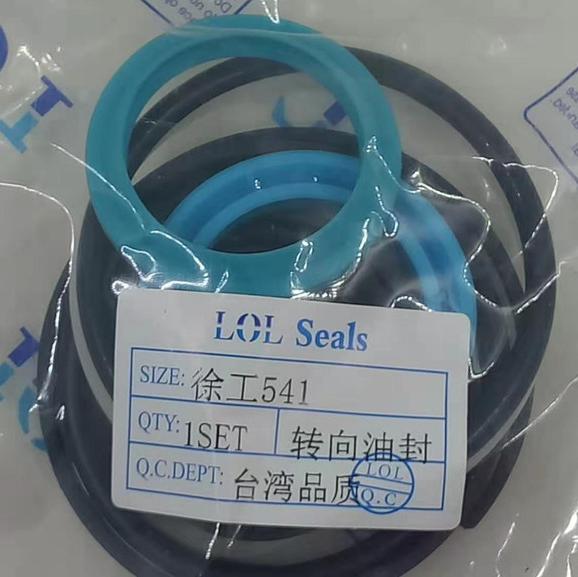 LOL Seals
SIZE: 徐工541
QTY: 1SET 转向油封
Q.C.DEPT: 台湾品质
LOL
Q.C